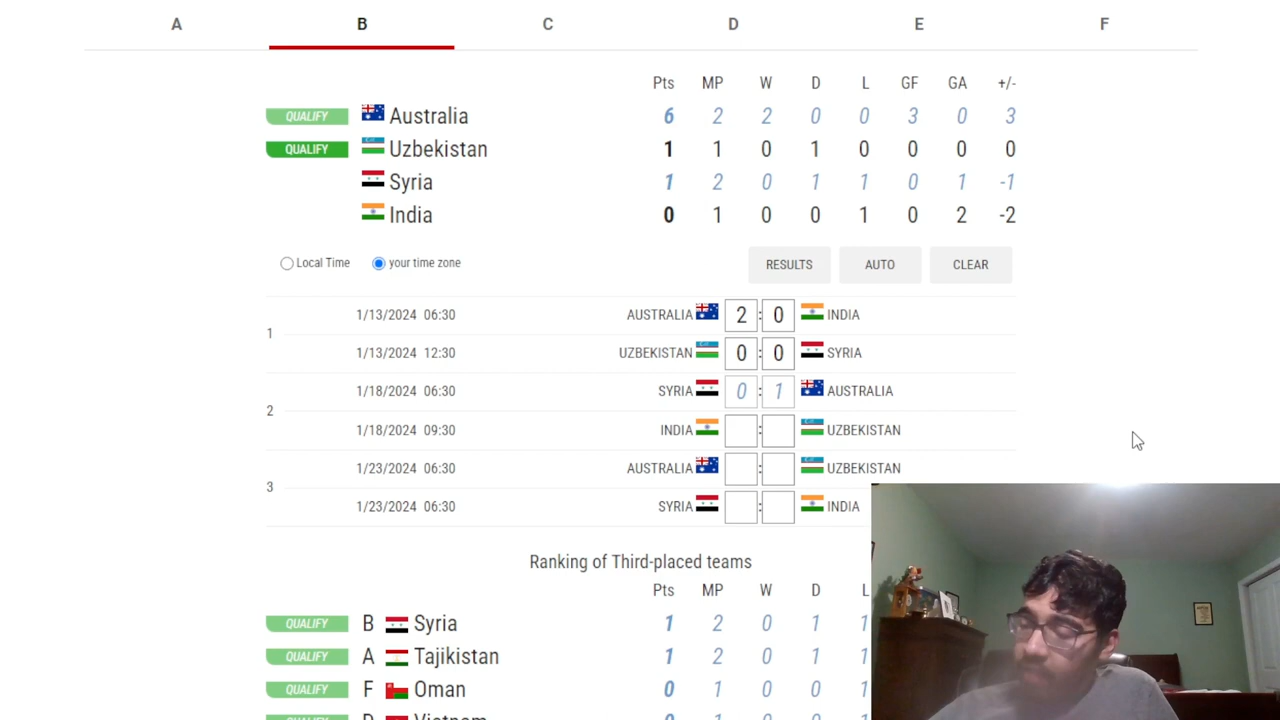 A B C D E F
Pts MP W D L GF GA +/-
QUALIFY Australia 6 2 2 0 0 3 0 3
QUALIFY Uzbekistan 1 1 0 1 0 0 0 0
Syria 1 2 0 1 1 0 1 -1
India 0 1 0 0 1 0 2 -2
Local Time your time zone RESULTS AUTO CLEAR
1/13/2024 06:30 AUSTRALIA 2 : 0 INDIA
1
1/13/2024 12:30 UZBEKISTAN 0 : 0 SYRIA
1/18/2024 06:30 SYRIA 0 : 1 AUSTRALIA
2
1/18/2024 09:30 INDIA : UZBEKISTAN
1/23/2024 06:30 AUSTRALIA : UZBEKISTAN
3
1/23/2024 06:30 SYRIA : INDIA
Ranking of Third-placed teams
Pts MP W D L
QUALIFY B Syria 1 2 0 1 1
QUALIFY A Tajikistan 1 2 0 1 1
QUALIFY F Oman 0 1 0 0 1
Vietnam